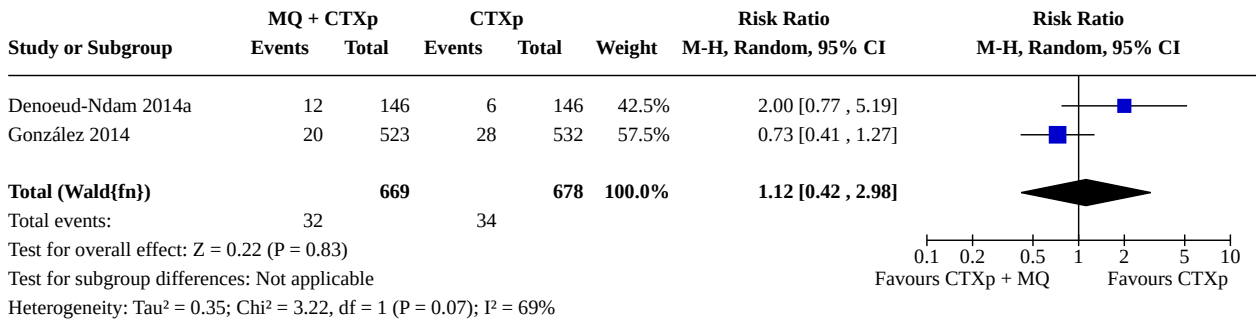 MQ + CTXp CTXp Risk Ratio Risk Ratio
Study or Subgroup Events Total Events Total Weight M-H, Random, 95% CI M-H, Random, 95% CI
Denoeud-Ndam 2014a 12 146 6 146 42.5% 2.00 [0.77 , 5.19]
González 2014 20 523 28 532 57.5% 0.73 [0.41 , 1.27]
Total (Wald{fn}) 669 678 100.0% 1.12 [0.42 , 2.98]
Total events: 32 34
Test for overall effect: Z = 0.22 (P = 0.83) 0.1 0.2 0.5 1 2 5 10
Test for subgroup differences: Not applicable Favours CTXp + MQ Favours CTXp
Heterogeneity: Tau² = 0.35; Chi² = 3.22, df = 1 (P = 0.07); I² = 69%